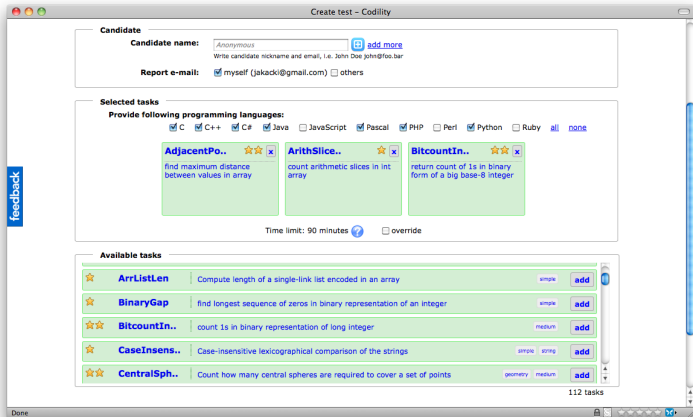 Create test - Codility
Candidate
Candidate name: Anonymous add more
Write candidate nickname and email, i.e. John Doe john@foo.bar
Report e-mail: myself (jakacki@gmail.com) others
Selected tasks
Provide following programming languages:
C C++ C# Java JavaScript Pascal PHP Perl Python Ruby all none
AdjacentPo.. x ArithSlice.. x BitcountIn.. x
find maximum distance between values in array
count arithmetic slices in int array
return count of 1s in binary form of a big base-8 integer
feedback
Time limit: 90 minutes ? override
Available tasks
ArrListLen Compute length of a single-link list encoded in an array simple add
BinaryGap find longest sequence of zeros in binary representation of an integer simple add
BitcountIn.. count 1s in binary representation of long integer medium add
CaseInsens.. Case-insensitive lexicographical comparison of the strings simple string add
CentralSph.. Count how many central spheres are required to cover a set of points geometry medium add
112 tasks
Done